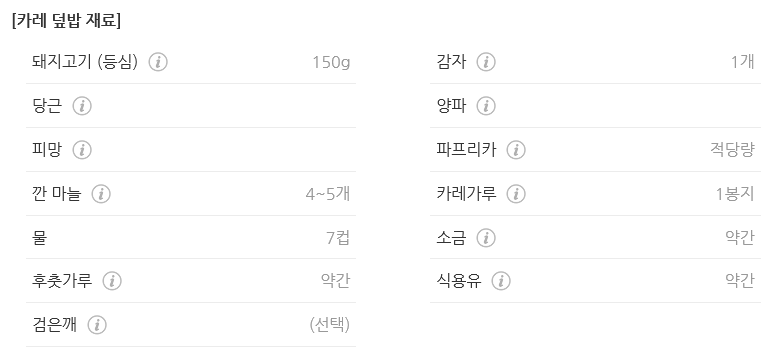 [카레 덮밥 재료]
돼지고기 (등심) 150g
감자 1개
당근
양파
피망
파프리카 적당량
깐 마늘 4~5개
카레가루 1봉지
물 7컵
소금 약간
후춧가루 약간
식용유 약간
검은깨 (선택)